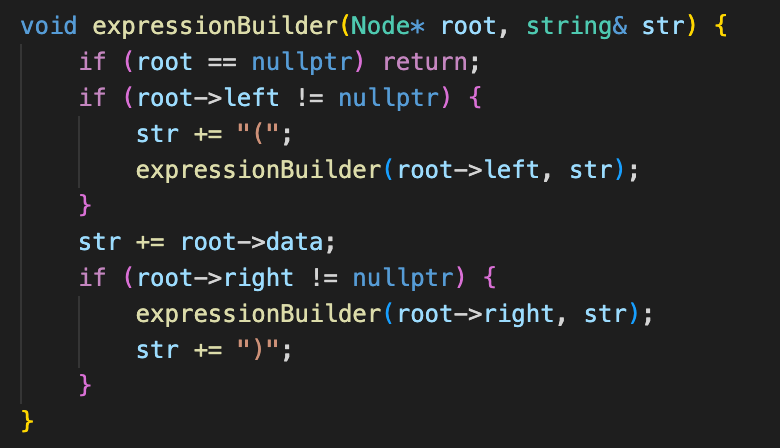 void expressionBuilder(Node* root, string& str) {
    if (root == nullptr) return;
    if (root->left != nullptr) {
        str += "(";
        expressionBuilder(root->left, str);
    }
    str += root->data;
    if (root->right != nullptr) {
        expressionBuilder(root->right, str);
        str += ")";
    }
}